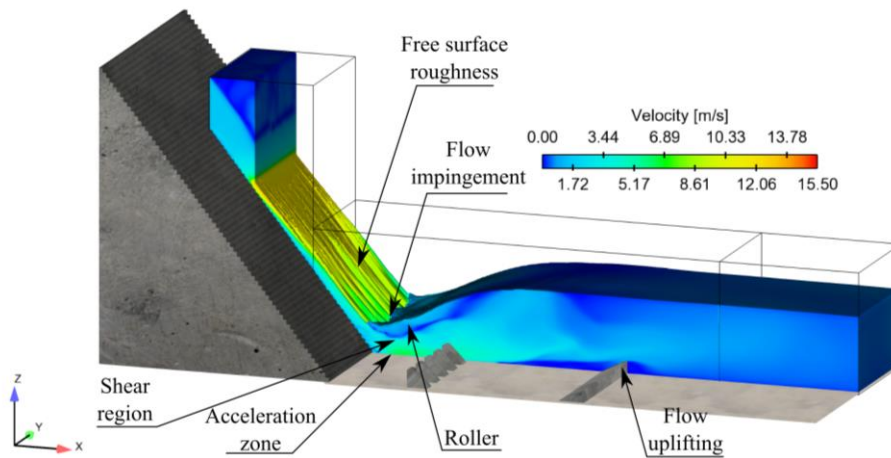 Free surface
roughness
Flow
impingement
Velocity [m/s]
0.00 3.44 6.89 10.33 13.78
1.72 5.17 8.61 12.06 15.50
Shear
region
Acceleration
zone
Roller
Flow
uplifting
Z
Y
X